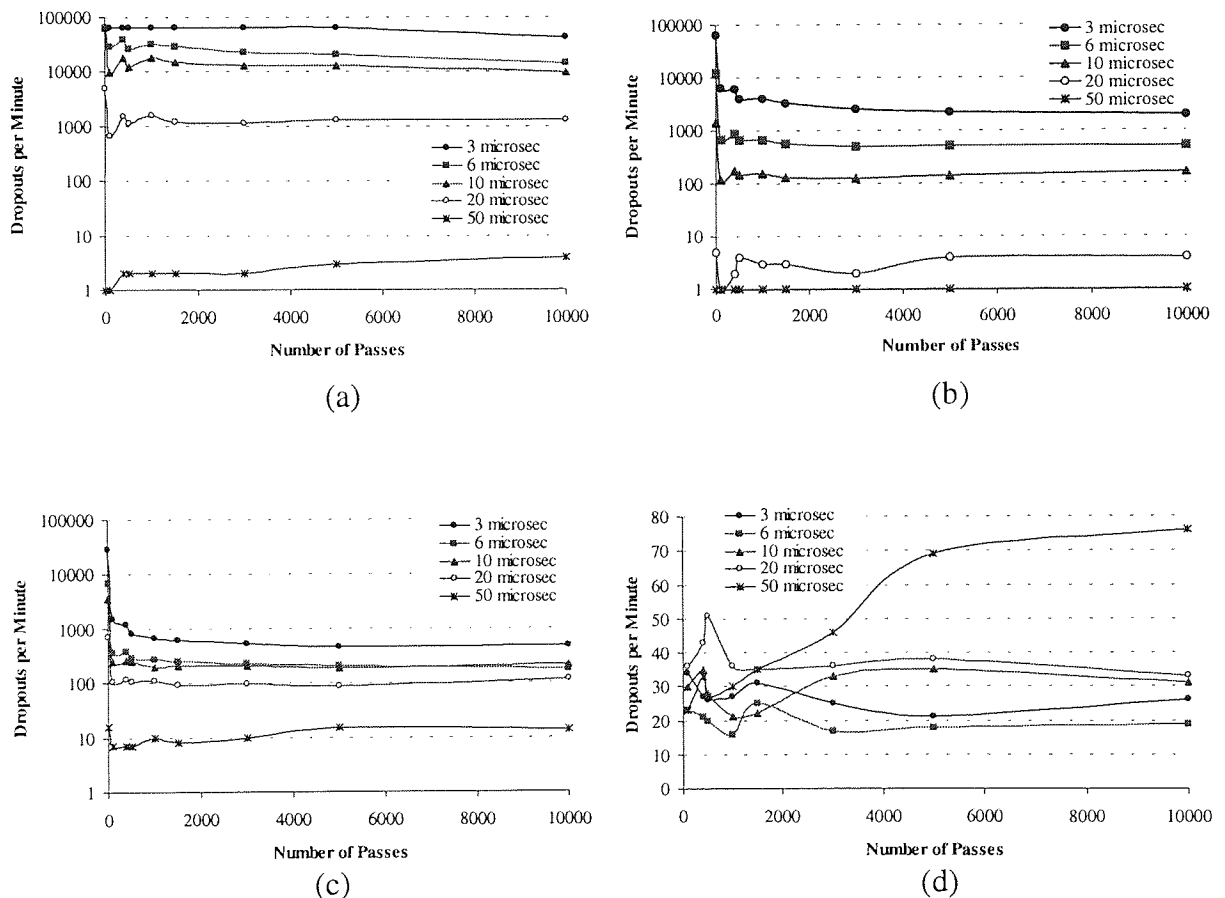 100000
10000
1000
100
10
1
Dropouts per Minute
3 microsec
6 microsec
10 microsec
20 microsec
50 microsec
0 2000 4000 6000 8000 10000
Number of Passes
(a)
100000
10000
1000
100
10
1
Dropouts per Minute
3 microsec
6 microsec
10 microsec
20 microsec
50 microsec
0 2000 4000 6000 8000 10000
Number of Passes
(b)
100000
10000
1000
100
10
1
Dropouts per Minute
3 microsec
6 microsec
10 microsec
20 microsec
50 microsec
0 2000 4000 6000 8000 10000
Number of Passes
(c)
80
70
60
50
40
30
20
10
0
Dropouts per Minute
3 microsec
6 microsec
10 microsec
20 microsec
50 microsec
0 2000 4000 6000 8000 10000
Number of Passes
(d)